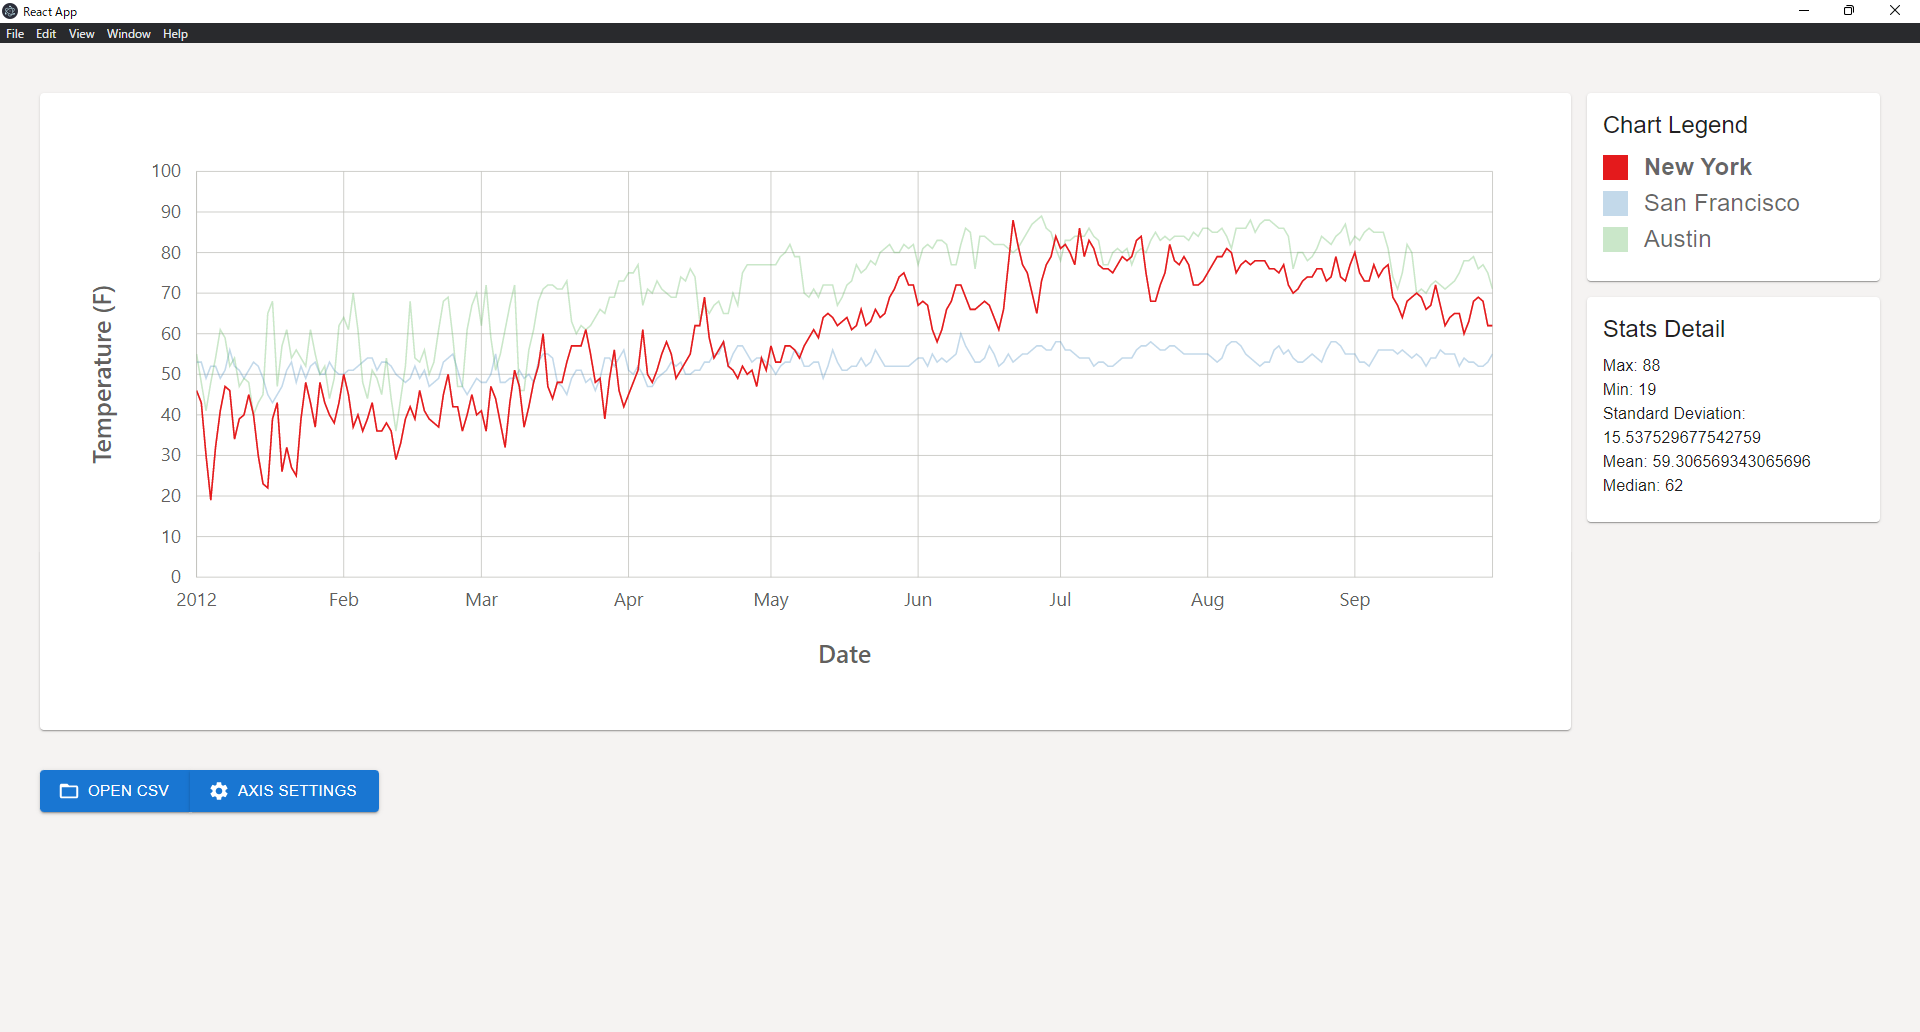 React App
File Edit View Window Help
Temperature (F)
100
90
80
70
60
50
40
30
20
10
0
2012 Feb Mar Apr May Jun Jul Aug Sep
Date
Chart Legend
New York
San Francisco
Austin
Stats Detail
Max: 88
Min: 19
Standard Deviation:
15.537529677542759
Mean: 59.306569343065696
Median: 62
OPEN CSV AXIS SETTINGS